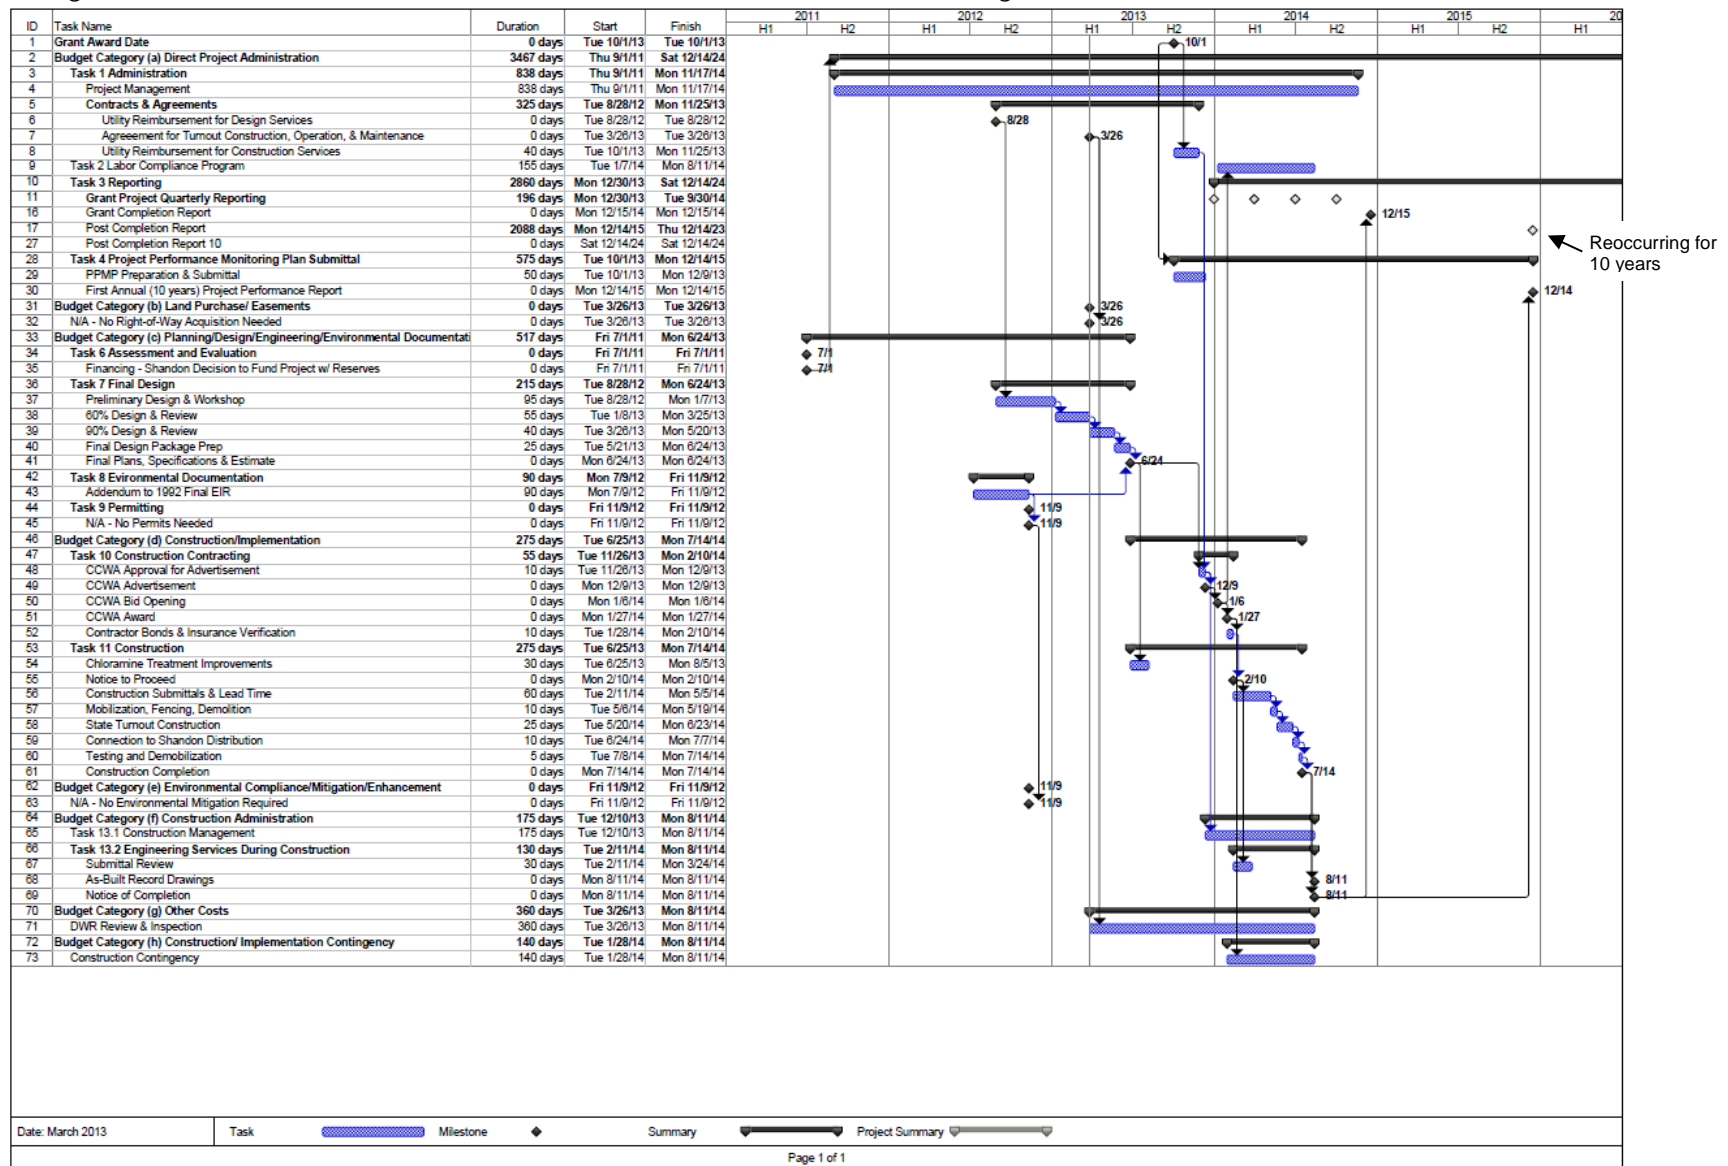 2011 2012 2013 2014 2015 20
ID Task Name Duration Start Finish H1 H2 H1 H2 H1 H2 H1 H2 H1 H2 H1
1 Grant Award Date 0 days Tue 10/1/13 Tue 10/1/13 10/1
2 Budget Category (a) Direct Project Administration 3467 days Thu 9/1/11 Sat 12/14/24
3 Task 1 Administration 838 days Thu 9/1/11 Mon 11/17/14
4 Project Management 838 days Thu 9/1/11 Mon 11/17/14
5 Contracts & Agreements 325 days Tue 8/28/12 Mon 11/25/13
6 Utility Reimbursement for Design Services 0 days Tue 8/28/12 Tue 8/28/12 8/28
7 Agreeement for Turnout Construction, Operation, & Maintenance 0 days Tue 3/26/13 Tue 3/26/13 3/26
8 Utility Reimbursement for Construction Services 40 days Tue 10/1/13 Mon 11/25/13
9 Task 2 Labor Compliance Program 155 days Tue 1/7/14 Mon 8/11/14
10 Task 3 Reporting 2860 days Mon 12/30/13 Sat 12/14/24
11 Grant Project Quarterly Reporting 196 days Mon 12/30/13 Tue 9/30/14
16 Grant Completion Report 0 days Mon 12/15/14 Mon 12/15/14 12/15
17 Post Completion Report 2088 days Mon 12/14/15 Thu 12/14/23
27 Post Completion Report 10 0 days Sat 12/14/24 Sat 12/14/24
Reoccurring for
10 years
28 Task 4 Project Performance Monitoring Plan Submittal 575 days Tue 10/1/13 Mon 12/14/15
29 PPMP Preparation & Submittal 50 days Tue 10/1/13 Mon 12/9/13
30 First Annual (10 years) Project Performance Report 0 days Mon 12/14/15 Mon 12/14/15 12/14
31 Budget Category (b) Land Purchase/ Easements 0 days Tue 3/26/13 Tue 3/26/13 3/26
32 N/A - No Right-of-Way Acquisition Needed 0 days Tue 3/26/13 Tue 3/26/13 3/26
33 Budget Category (c) Planning/Design/Engineering/Environmental Documentati 517 days Fri 7/1/11 Mon 6/24/13
34 Task 6 Assessment and Evaluation 0 days Fri 7/1/11 Fri 7/1/11 7/1
35 Financing - Shandon Decision to Fund Project w/ Reserves 0 days Fri 7/1/11 Fri 7/1/11 7/1
36 Task 7 Final Design 215 days Tue 8/28/12 Mon 6/24/13
37 Preliminary Design & Workshop 95 days Tue 8/28/12 Mon 1/7/13
38 60% Design & Review 55 days Tue 1/8/13 Mon 3/25/13
39 90% Design & Review 40 days Tue 3/26/13 Mon 5/20/13
40 Final Design Package Prep 25 days Tue 5/21/13 Mon 6/24/13
41 Final Plans, Specifications & Estimate 0 days Mon 6/24/13 Mon 6/24/13 6/24
42 Task 8 Evironmental Documentation 90 days Mon 7/9/12 Fri 11/9/12
43 Addendum to 1992 Final EIR 90 days Mon 7/9/12 Fri 11/9/12
44 Task 9 Permitting 0 days Fri 11/9/12 Fri 11/9/12 11/9
45 N/A - No Permits Needed 0 days Fri 11/9/12 Fri 11/9/12 11/9
46 Budget Category (d) Construction/Implementation 275 days Tue 6/25/13 Mon 7/14/14
47 Task 10 Construction Contracting 55 days Tue 11/26/13 Mon 2/10/14
48 CCWA Approval for Advertisement 10 days Tue 11/26/13 Mon 12/9/13
49 CCWA Advertisement 0 days Mon 12/9/13 Mon 12/9/13 12/9
50 CCWA Bid Opening 0 days Mon 1/6/14 Mon 1/6/14 1/6
51 CCWA Award 0 days Mon 1/27/14 Mon 1/27/14 1/27
52 Contractor Bonds & Insurance Verification 10 days Tue 1/28/14 Mon 2/10/14
53 Task 11 Construction 275 days Tue 6/25/13 Mon 7/14/14
54 Chloramine Treatment Improvements 30 days Tue 6/25/13 Mon 8/5/13
55 Notice to Proceed 0 days Mon 2/10/14 Mon 2/10/14 2/10
56 Construction Submittals & Lead Time 60 days Tue 2/11/14 Mon 5/5/14
57 Mobilization, Fencing, Demolition 10 days Tue 5/6/14 Mon 5/19/14
58 State Turnout Construction 25 days Tue 5/20/14 Mon 6/23/14
59 Connection to Shandon Distribution 10 days Tue 6/24/14 Mon 7/7/14
60 Testing and Demobilization 5 days Tue 7/8/14 Mon 7/14/14
61 Construction Completion 0 days Mon 7/14/14 Mon 7/14/14 7/14
62 Budget Category (e) Environmental Compliance/Mitigation/Enhancement 0 days Fri 11/9/12 Fri 11/9/12 11/9
63 N/A - No Environmental Mitigation Required 0 days Fri 11/9/12 Fri 11/9/12 11/9
64 Budget Category (f) Construction Administration 175 days Tue 12/10/13 Mon 8/11/14
65 Task 13.1 Construction Management 175 days Tue 12/10/13 Mon 8/11/14
66 Task 13.2 Engineering Services During Construction 130 days Tue 2/11/14 Mon 8/11/14
67 Submittal Review 30 days Tue 2/11/14 Mon 3/24/14
68 As-Built Record Drawings 0 days Mon 8/11/14 Mon 8/11/14 8/11
69 Notice of Completion 0 days Mon 8/11/14 Mon 8/11/14 8/11
70 Budget Category (g) Other Costs 360 days Tue 3/26/13 Mon 8/11/14
71 DWR Review & Inspection 360 days Tue 3/26/13 Mon 8/11/14
72 Budget Category (h) Construction/ Implementation Contingency 140 days Tue 1/28/14 Mon 8/11/14
73 Construction Contingency 140 days Tue 1/28/14 Mon 8/11/14
Date: March 2013 Task Milestone Summary Project Summary
Page 1 of 1